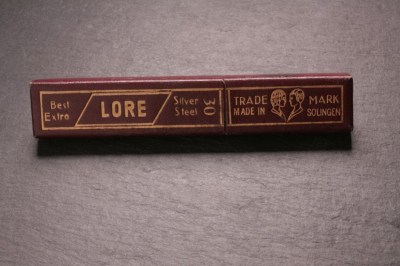 Best
Extra
LORE
Silver
Steel
30
TRADE MARK
MADE IN SOLINGEN